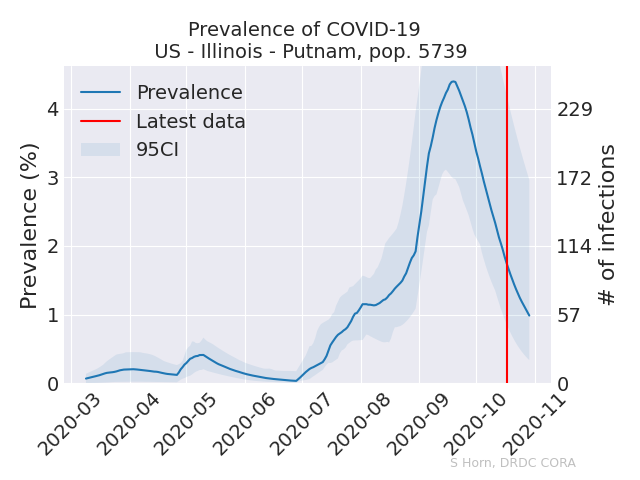 Prevalence of COVID-19
US - Illinois - Putnam, pop. 5739
Prevalence
Latest data
95CI
Prevalence (%)
4
3
2
1
0
229
172
114
57
0
# of infections
2020-03
2020-04
2020-05
2020-06
2020-07
2020-08
2020-09
2020-10
2020-11
S Horn, DRDC CORA